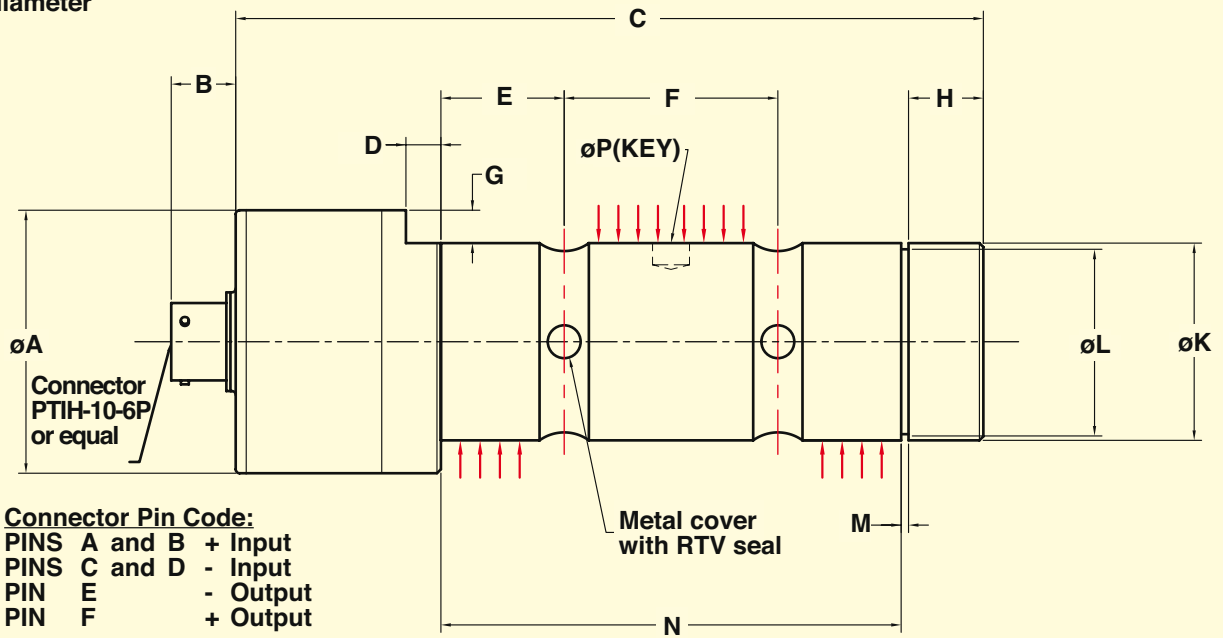 diameter
C
B
E
F
H
D
øP(KEY)
G
øA
øL
øK
Connector
PTIH-10-6P
or equal
Metal cover
with RTV seal
M
N
Connector Pin Code:
PINS A and B + Input
PINS C and D - Input
PIN E - Output
PIN F + Output